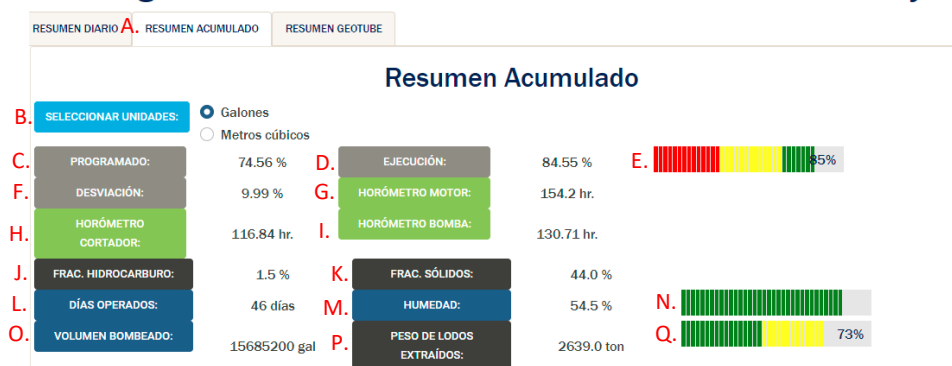 RESUMEN DIARIO A. RESUMEN ACUMULADO RESUMEN GEOTUBE
Resumen Acumulado
B. SELECCIONAR UNIDADES: Galones
Metros cúbicos
C. PROGRAMADO: 74.56 % D. EJECUCIÓN: 84.55 % E. 85%
F. DESVIACIÓN: 9.99 % G. HORÓMETRO MOTOR: 154.2 hr.
H. HORÓMETRO CORTADOR: 116.84 hr. I. HORÓMETRO BOMBA: 130.71 hr.
J. FRAC. HIDROCARBURO: 1.5 % K. FRAC. SÓLIDOS: 44.0 %
L. DÍAS OPERADOS: 46 días M. HUMEDAD: 54.5 % N.
O. VOLUMEN BOMBEADO: 15685200 gal P. PESO DE LODOS EXTRAÍDOS: 2639.0 ton Q. 73%